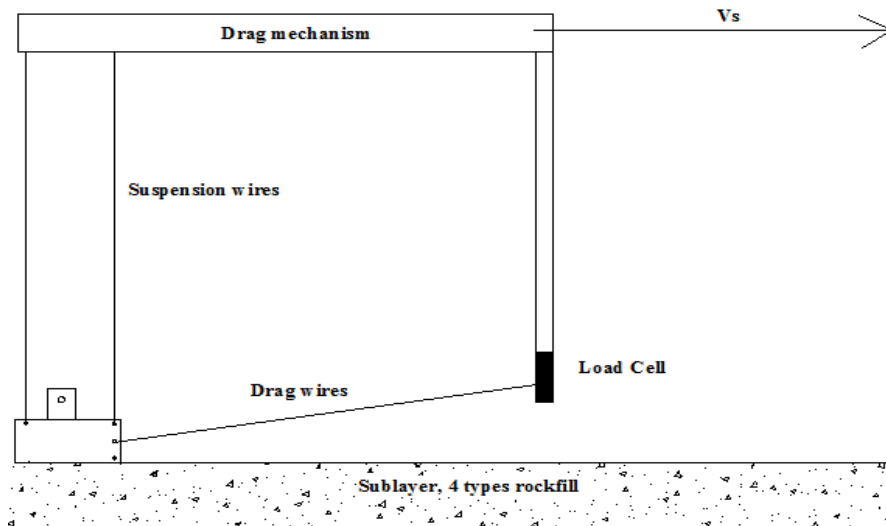 Vs
Drag mechanism
Suspension wires
Load Cell
Drag wires
Sublayer, 4 types rockfill